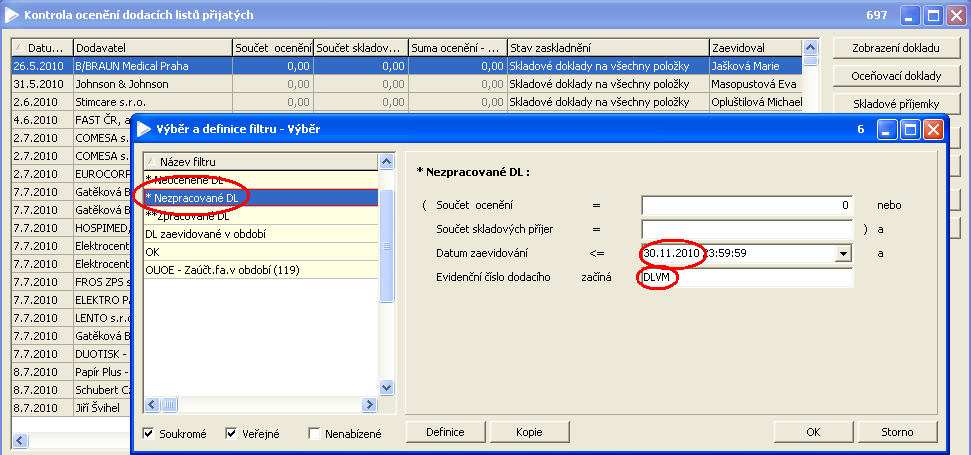 Kontrola ocenění dodacích listů přijatých 697
Datu... Dodavatel Součet ocenění Součet skladov... Suma ocenění - ... Stav zaskladnění Zaevidoval
26.5.2010 B/BRAUN Medical Praha 0,00 0,00 0,00 Skladové doklady na všechny položky Jašková Marie
31.5.2010 Johnson & Johnson 0,00 0,00 0,00 Skladové doklady na všechny položky Masopustová Eva
2.6.2010 Stimcare s.r.o. 0,00 0,00 0,00 Skladové doklady na všechny položky Opluštilová Michael
4.6.2010 FAST ČR, a
2.7.2010 COMESA s.
2.7.2010 COMESA s.
2.7.2010 EUROCORP
7.7.2010 Gatěková B
7.7.2010 Gatěková B
7.7.2010 HOSPIMED,
7.7.2010 Elektrocent
7.7.2010 Elektrocent
7.7.2010 FROS ZPS s
7.7.2010 ELEKTRO P
7.7.2010 LENTO s.r.o
7.7.2010 Gatěková B
7.7.2010 DUOTISK -
8.7.2010 Papír Plus -
8.7.2010 Schubert C
8.7.2010 Jiří Švihel
Zobrazení dokladu
Oceňovací doklady
Skladové příjemky
Výběr a definice filtru - Výběr 6
Název filtru
* Neoceněné DL
* Nezpracované DL
**Zpracované DL
DL zaevidované v období
OK
OUOE - Zaúčt.fa.v období (119)
Soukromé Veřejné Nenabízené
* Nezpracované DL :
( Součet ocenění = 0 nebo
Součet skladových příjer = ) a
Datum zaevidování <= 30.11.2010 23:59:59 a
Evidenční číslo dodacího začíná DLVM
Definice Kopie OK Storno